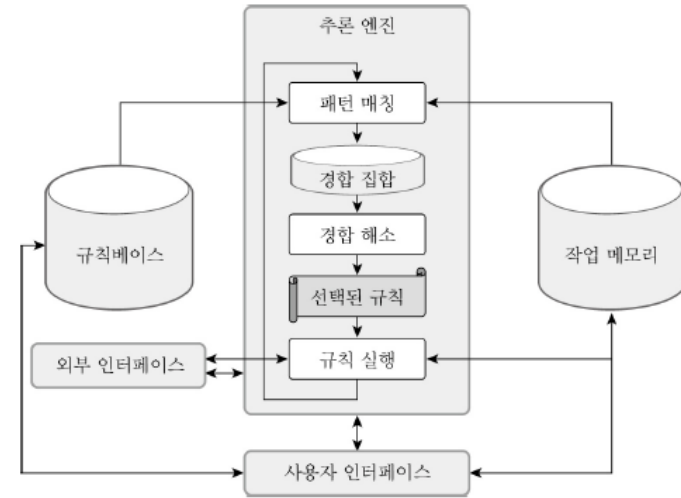 추론 엔진
패턴 매칭
경합 집합
규칙베이스
경합 해소
작업 메모리
선택된 규칙
외부 인터페이스
규칙 실행
사용자 인터페이스